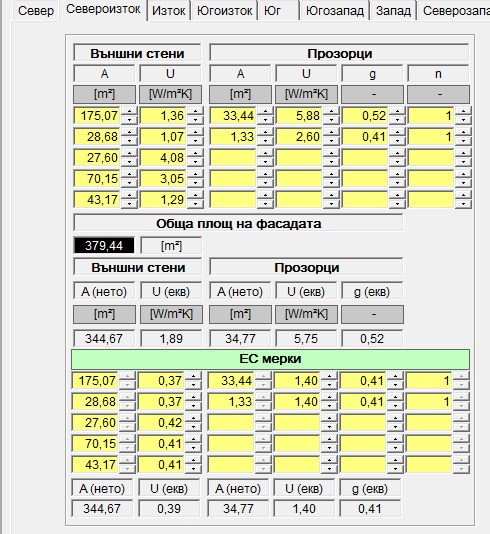 Север Североизток Изток Югоизток Юг Югозапад Запад Северозапа
Външни стени Прозорци
A U A U g n
[m²] [W/m²K] [m²] [W/m²K] - -
175,07 1,36 33,44 5,88 0,52 1
28,68 1,07 1,33 2,60 0,41 1
27,60 4,08
70,15 3,05
43,17 1,29
Обща площ на фасадата
379,44 [m²]
Външни стени Прозорци
A (нето) U (екв) A (нето) U (екв) g (екв)
[m²] [W/m²K] [m²] [W/m²K] -
344,67 1,89 34,77 5,75 0,52
ЕС мерки
175,07 0,37 33,44 1,40 0,41 1
28,68 0,37 1,33 1,40 0,41 1
27,60 0,42
70,15 0,41
43,17 0,41
A (нето) U (екв) A (нето) U (екв) g (екв)
344,67 0,39 34,77 1,40 0,41